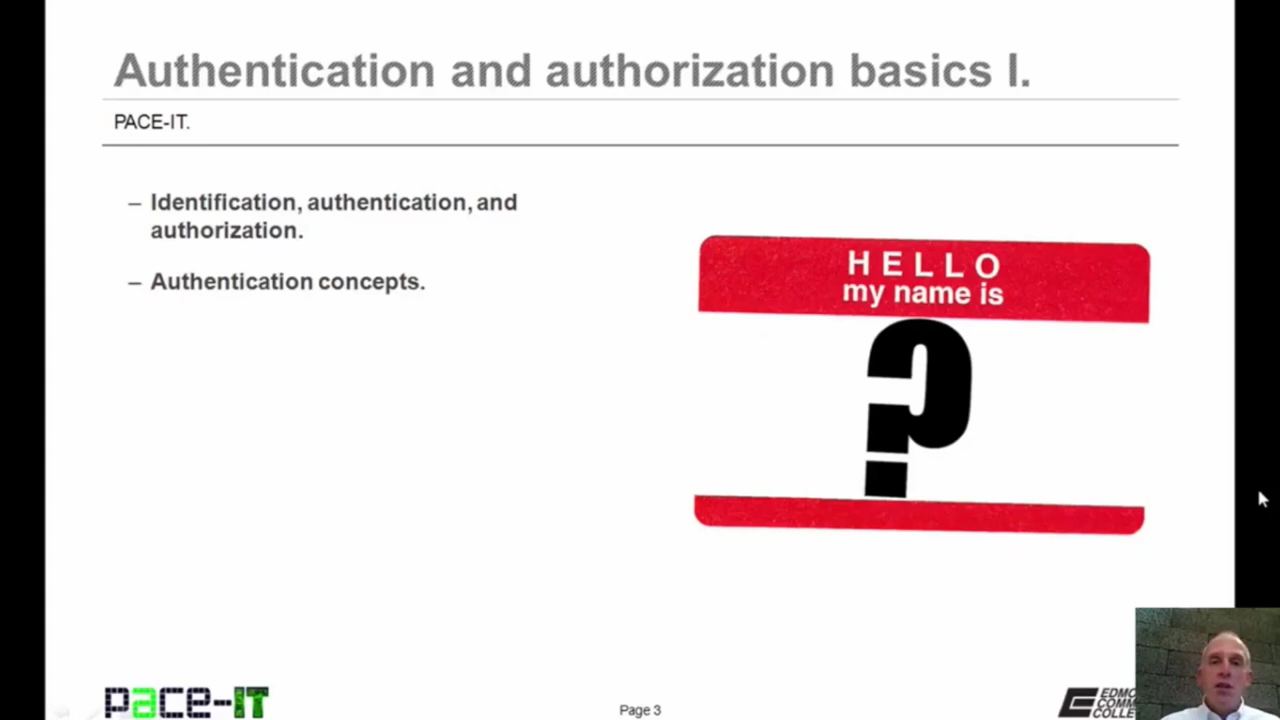 Authentication and authorization basics I.
PACE-IT.
– Identification, authentication, and
authorization.
– Authentication concepts.
HELLO
my name is
?
pace-IT
Page 3